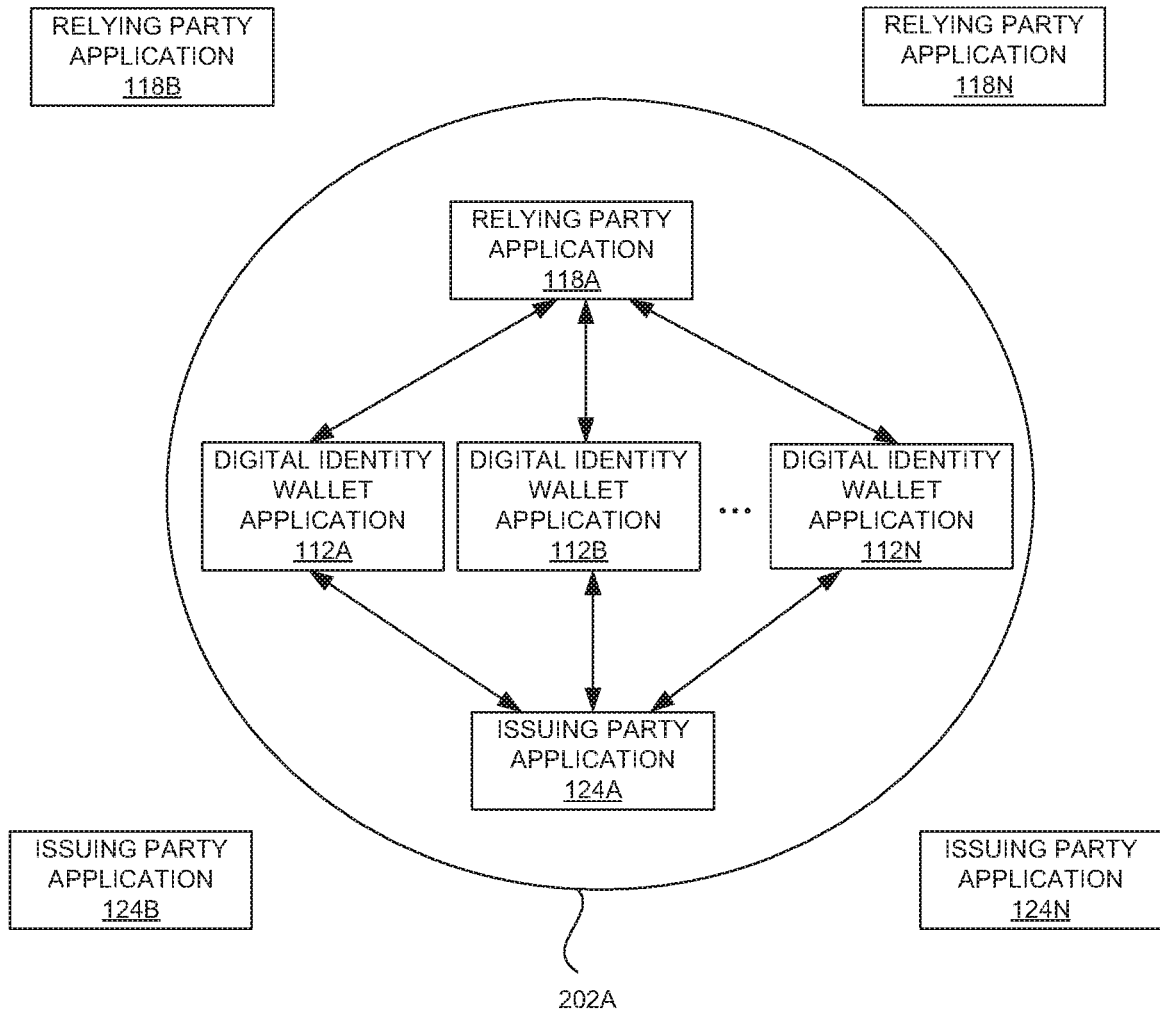 RELYING PARTY
APPLICATION
118B
RELYING PARTY
APPLICATION
118N
RELYING PARTY
APPLICATION
118A
DIGITAL IDENTITY
WALLET
APPLICATION
112A
DIGITAL IDENTITY
WALLET
APPLICATION
112B
...
DIGITAL IDENTITY
WALLET
APPLICATION
112N
ISSUING PARTY
APPLICATION
124A
ISSUING PARTY
APPLICATION
124B
ISSUING PARTY
APPLICATION
124N
202A